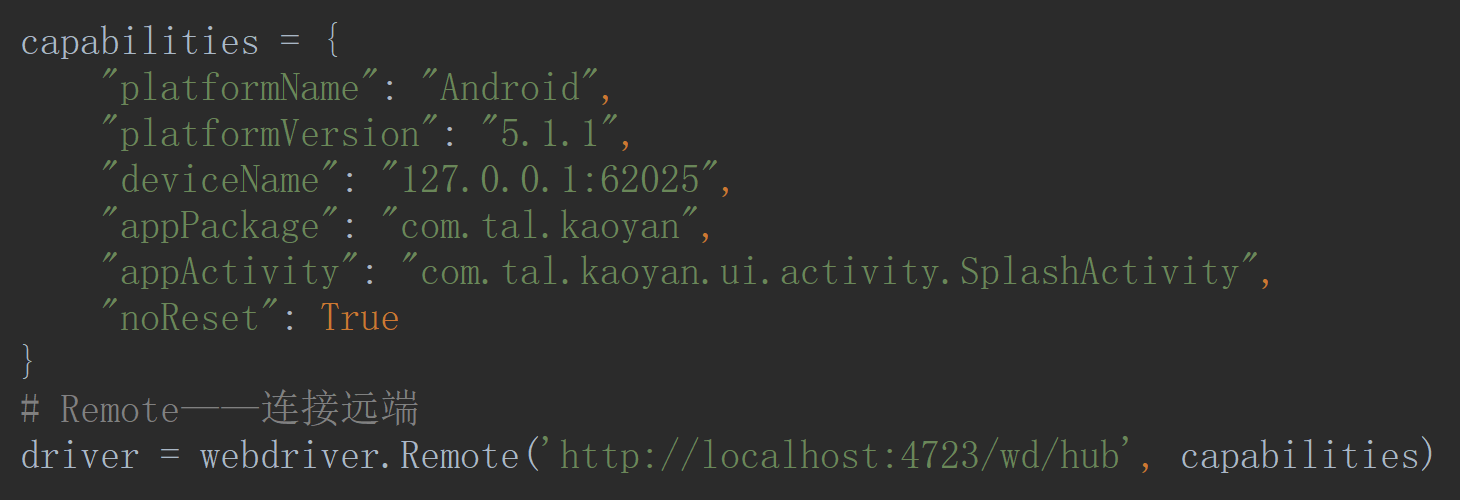 capabilities = {
    "platformName": "Android",
    "platformVersion": "5.1.1",
    "deviceName": "127.0.0.1:62025",
    "appPackage": "com.tal.kaoyan",
    "appActivity": "com.tal.kaoyan.ui.activity.SplashActivity",
    "noReset": True
}
# Remote——连接远端
driver = webdriver.Remote('http://localhost:4723/wd/hub', capabilities)